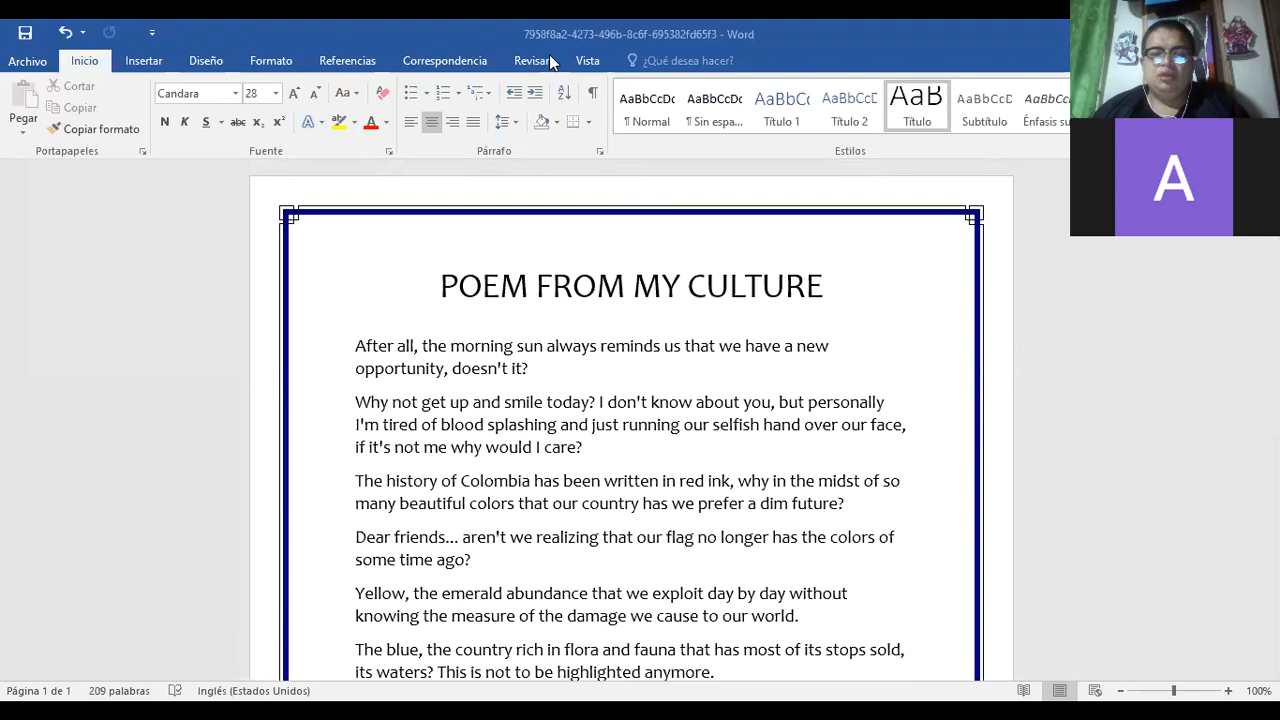 7958f8a2-4273-496b-8c6f-695382fd65f3 - Word
Archivo Inicio Insertar Diseño Formato Referencias Correspondencia Revisar Vista ¿Qué desea hacer?
Pegar
Cortar
Copiar
Copiar formato
Portapapeles
Candara 28
Aa
N K S abc x₂ x² A A
Fuente
Párrafo
AaBbCcDc AaBbCcDc AaBbCcD AaBbCcD AaB AaBbCcD AaBbCcDc
¶ Normal ¶ Sin espa... Título 1 Título 2 Título Subtítulo Énfasis su
Estilos
A
POEM FROM MY CULTURE
After all, the morning sun always reminds us that we have a new
opportunity, doesn't it?
Why not get up and smile today? I don't know about you, but personally
I'm tired of blood splashing and just running our selfish hand over our face,
if it's not me why would I care?
The history of Colombia has been written in red ink, why in the midst of so
many beautiful colors that our country has we prefer a dim future?
Dear friends... aren't we realizing that our flag no longer has the colors of
some time ago?
Yellow, the emerald abundance that we exploit day by day without
knowing the measure of the damage we cause to our world.
The blue, the country rich in flora and fauna that has most of its stops sold,
its waters? This is not to be highlighted anymore.
Página 1 de 1 209 palabras Inglés (Estados Unidos) 100%